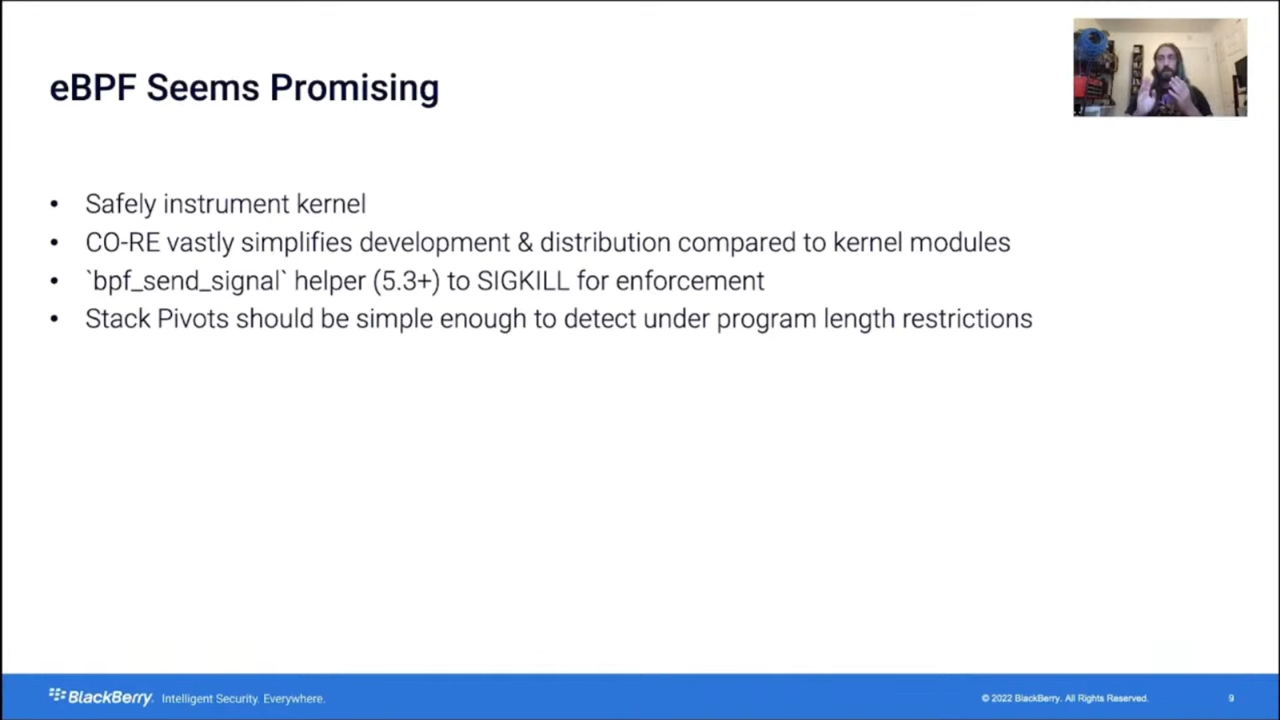 eBPF Seems Promising
• Safely instrument kernel
• CO-RE vastly simplifies development & distribution compared to kernel modules
• `bpf_send_signal` helper (5.3+) to SIGKILL for enforcement
• Stack Pivots should be simple enough to detect under program length restrictions
BlackBerry. Intelligent Security. Everywhere.
© 2022 BlackBerry. All Rights Reserved.
9